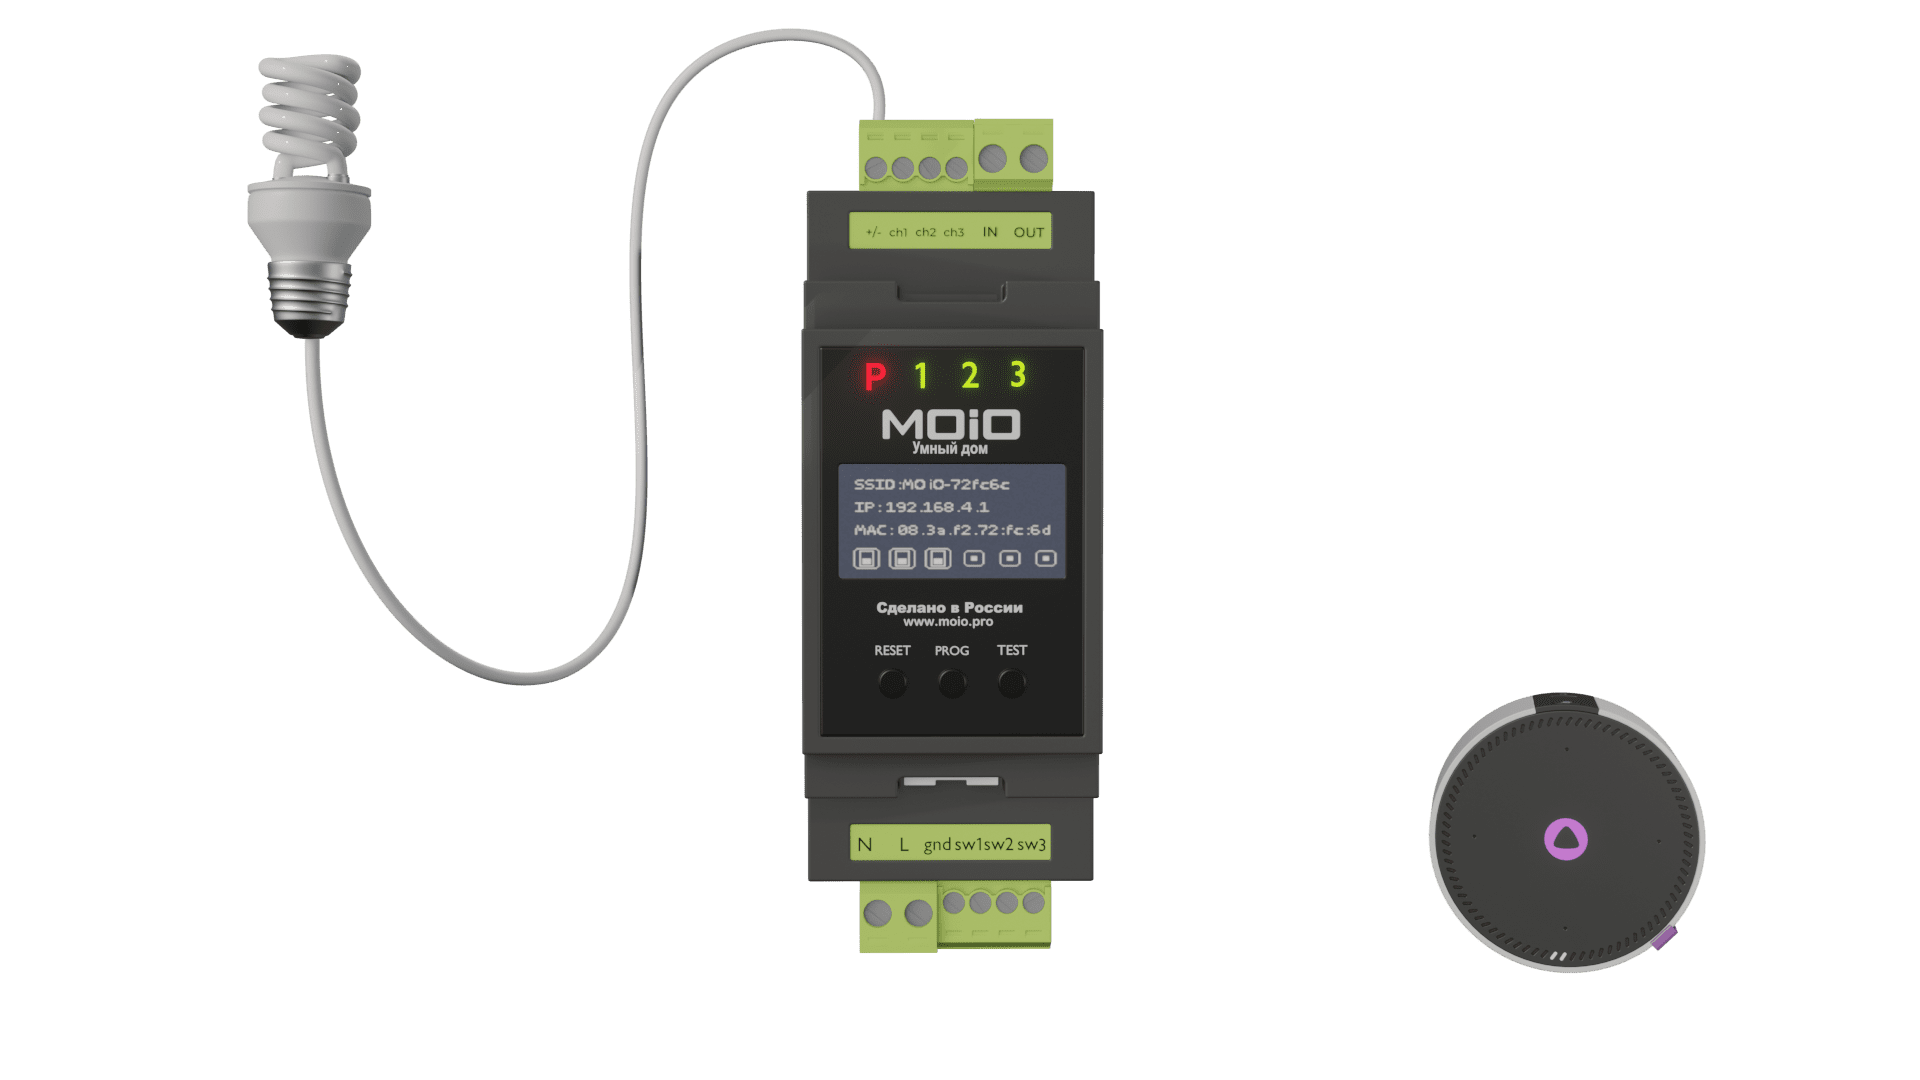 +/- ch1 ch2 ch3 IN OUT
P 1 2 3
MOiO
Умный дом
SSID:MOiO-72fc6c
IP:192.168.4.1
MAC:08.3a.f2.72:fc:6d
Сделано в России
www.moio.pro
RESET PROG TEST
N L gnd sw1 sw2 sw3